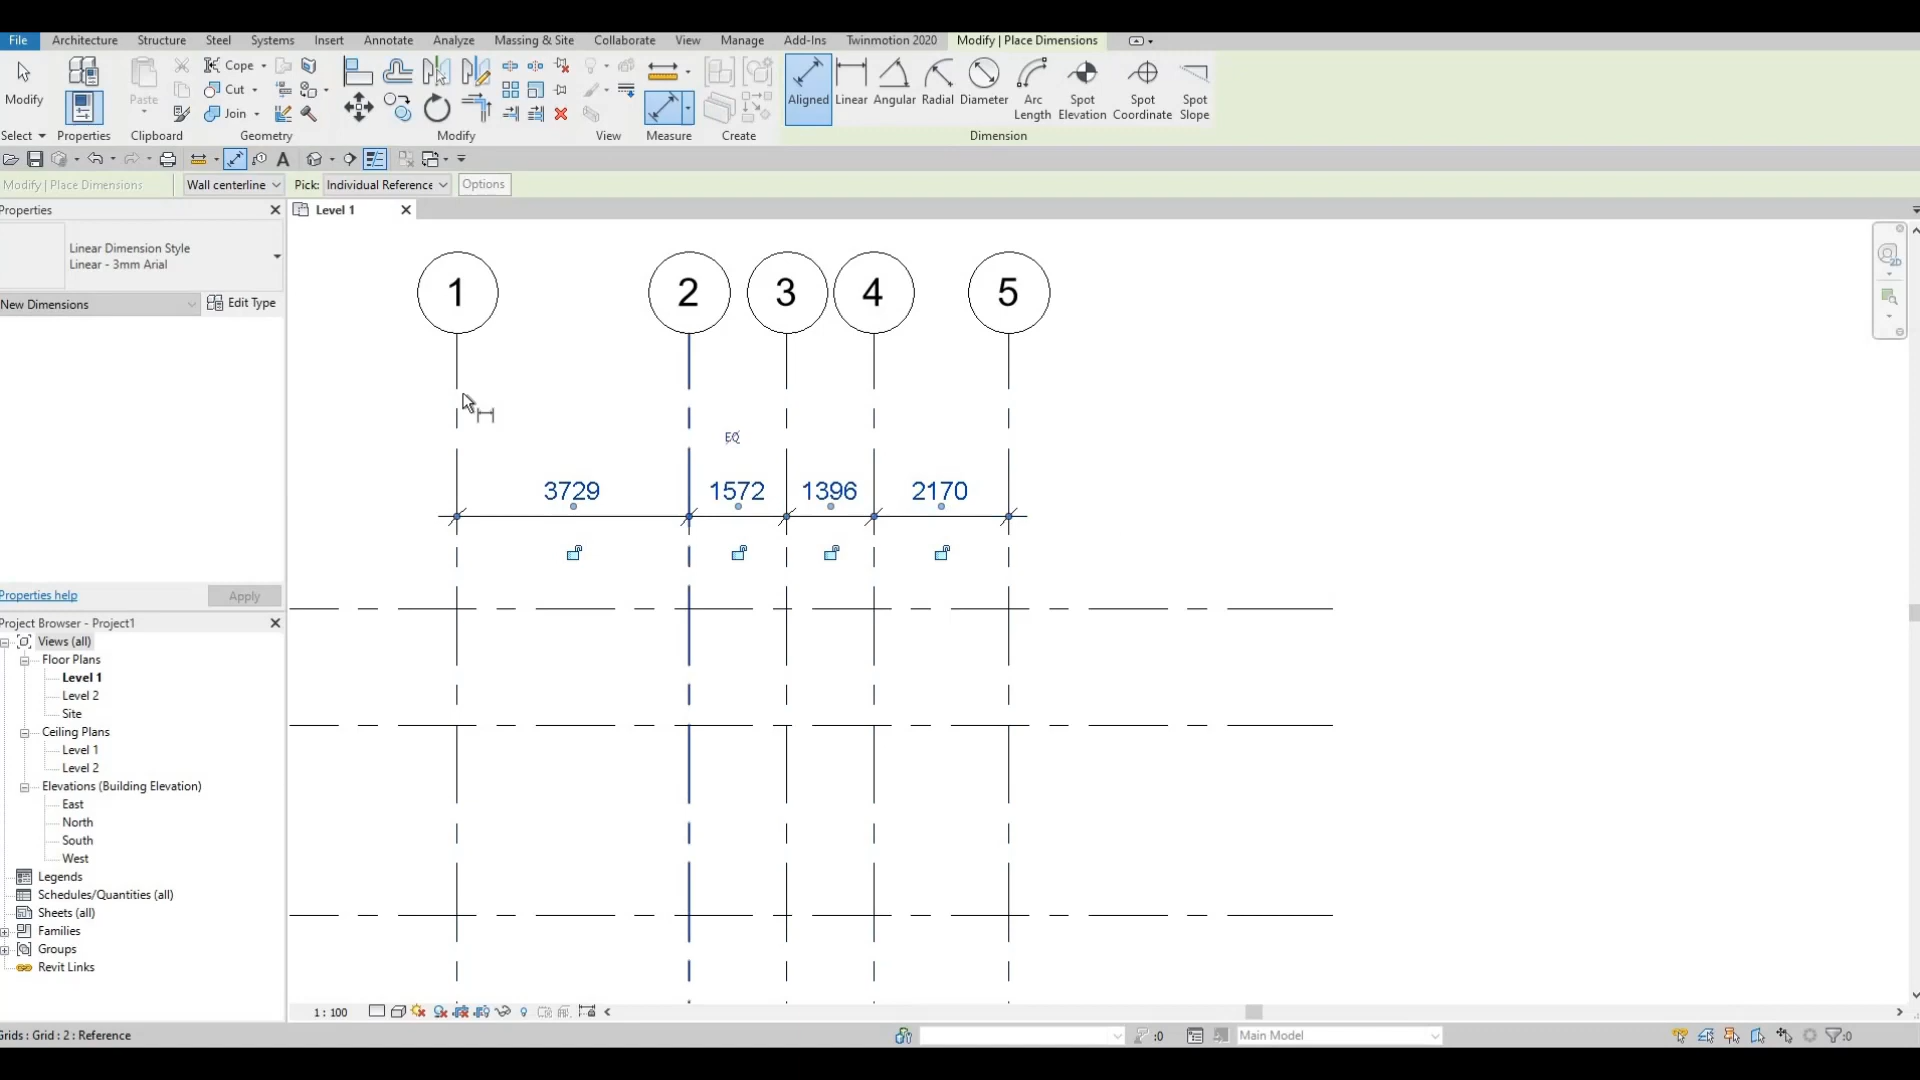 File Architecture Structure Steel Systems Insert Annotate Analyze Massing & Site Collaborate View Manage Add-Ins Twinmotion 2020 Modify | Place Dimensions
Modify Paste Cope Cut Join Aligned Linear Angular Radial Diameter Arc Length Spot Elevation Spot Coordinate Spot Slope
Select Properties Clipboard Geometry Modify View Measure Create Dimension
Modify | Place Dimensions Wall centerline Pick: Individual Reference Options
Properties
Level 1
Linear Dimension Style
Linear - 3mm Arial
New Dimensions Edit Type
1 2 3 4 5
EQ
3729 1572 1396 2170
Properties help Apply
Project Browser - Project1
Views (all)
Floor Plans
Level 1
Level 2
Site
Ceiling Plans
Level 1
Level 2
Elevations (Building Elevation)
East
North
South
West
Legends
Schedules/Quantities (all)
Sheets (all)
Families
Groups
Revit Links
1 : 100
Grids : Grid : 2 : Reference :0 Main Model :0